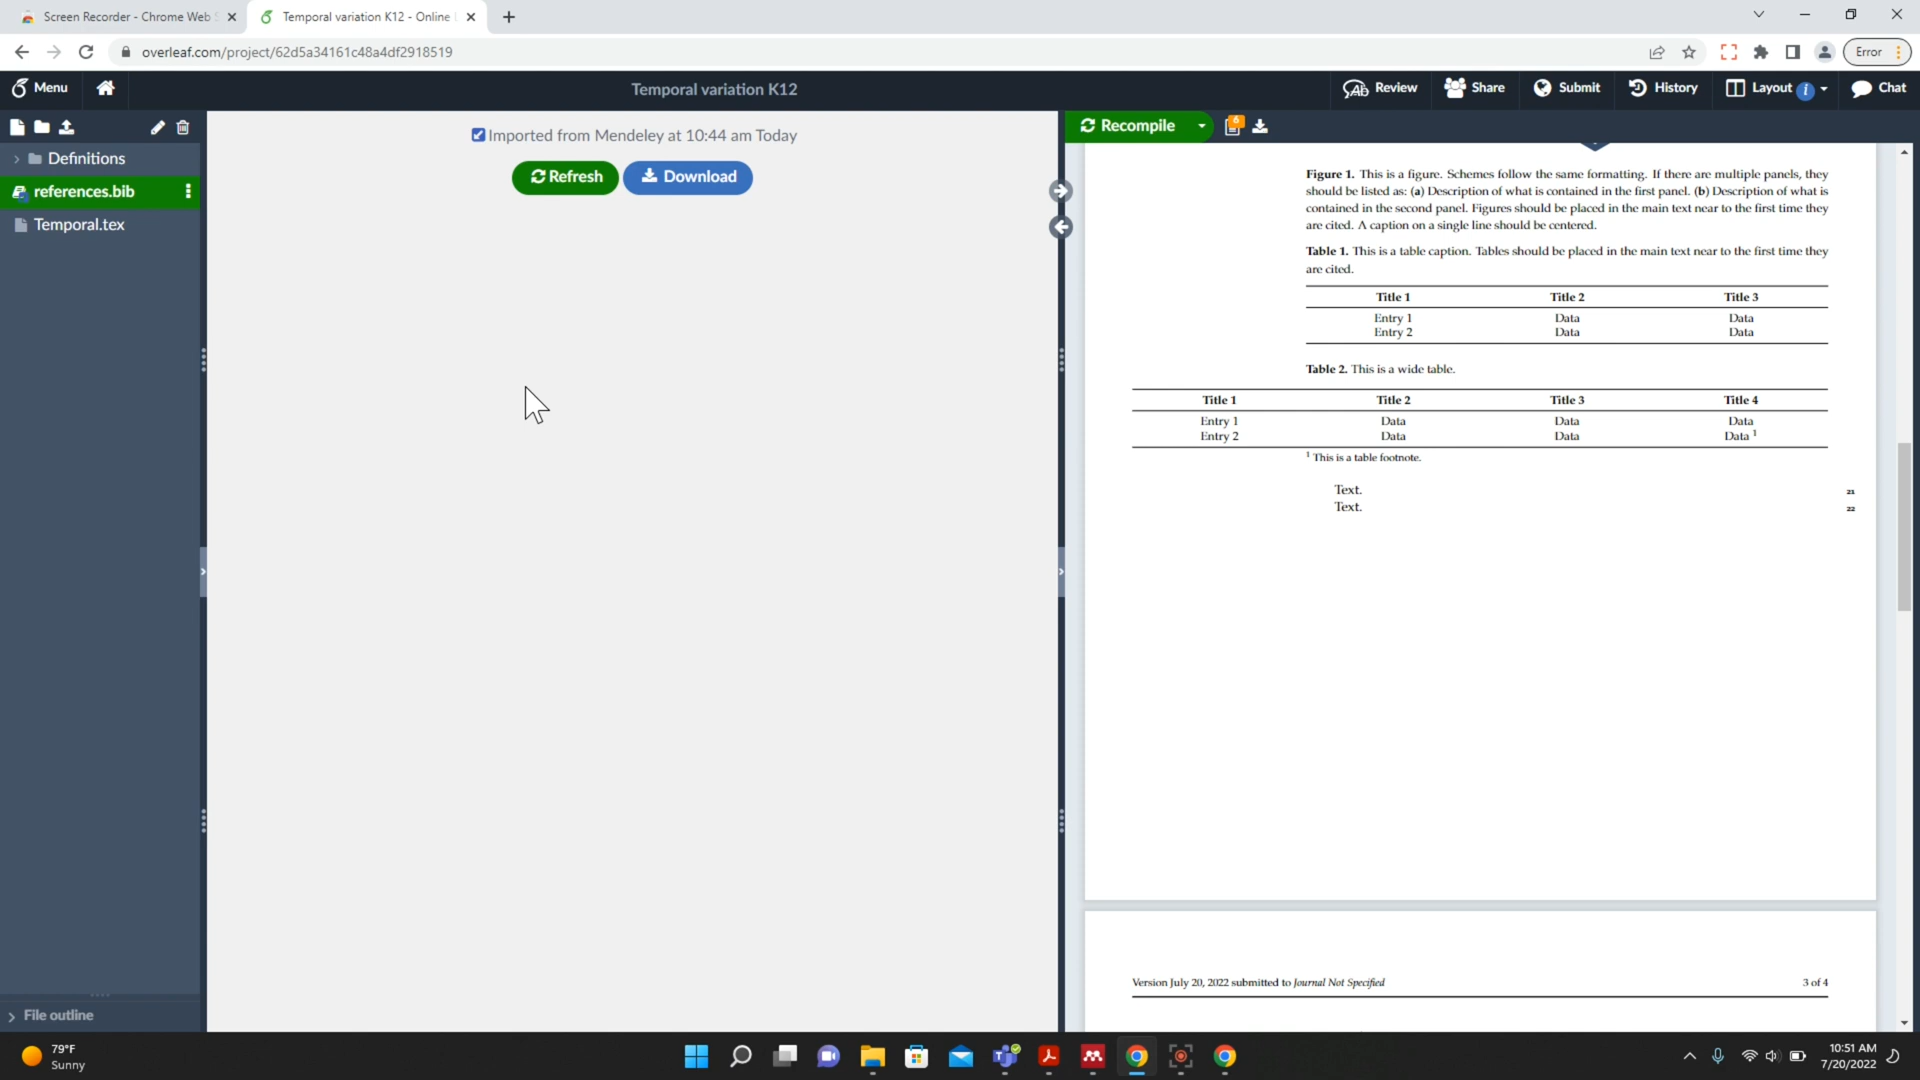 Screen Recorder - Chrome Web S
Temporal variation K12 - Online L
overleaf.com/project/62d5a34161c48a4df2918519
Error
Menu
Temporal variation K12
Review
Share
Submit
History
Layout
Chat
Definitions
references.bib
Temporal.tex
File outline
Imported from Mendeley at 10:44 am Today
Refresh
Download
Recompile
6
Figure 1. This is a figure. Schemes follow the same formatting. If there are multiple panels, they
should be listed as: (a) Description of what is contained in the first panel. (b) Description of what is
contained in the second panel. Figures should be placed in the main text near to the first time they
are cited. A caption on a single line should be centered.
Table 1. This is a table caption. Tables should be placed in the main text near to the first time they
are cited.
Title 1 Title 2 Title 3
Entry 1 Data Data
Entry 2 Data Data
Table 2. This is a wide table.
Title 1 Title 2 Title 3 Title 4
Entry 1 Data Data Data
Entry 2 Data Data Data 1
1 This is a table footnote.
Text. 21
Text. 22
Version July 20, 2022 submitted to Journal Not Specified 3 of 4
79°F
Sunny
10:51 AM
7/20/2022